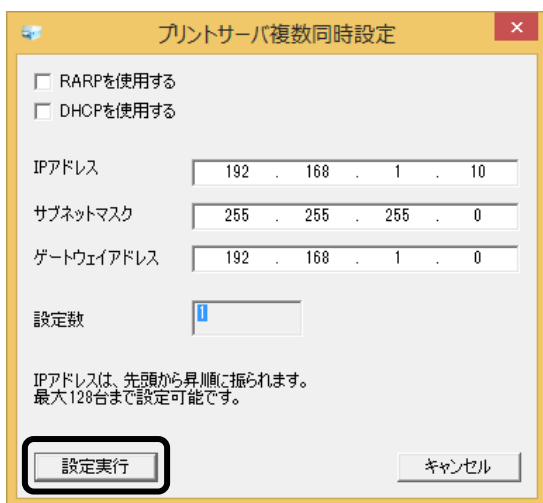 プリントサーバ複数同時設定
RARPを使用する
DHCPを使用する
IPアドレス 192 . 168 . 1 . 10
サブネットマスク 255 . 255 . 255 . 0
ゲートウェイアドレス 192 . 168 . 1 . 0
設定数 1
IPアドレスは、先頭から昇順に振られます。
最大128台まで設定可能です。
設定実行 キャンセル